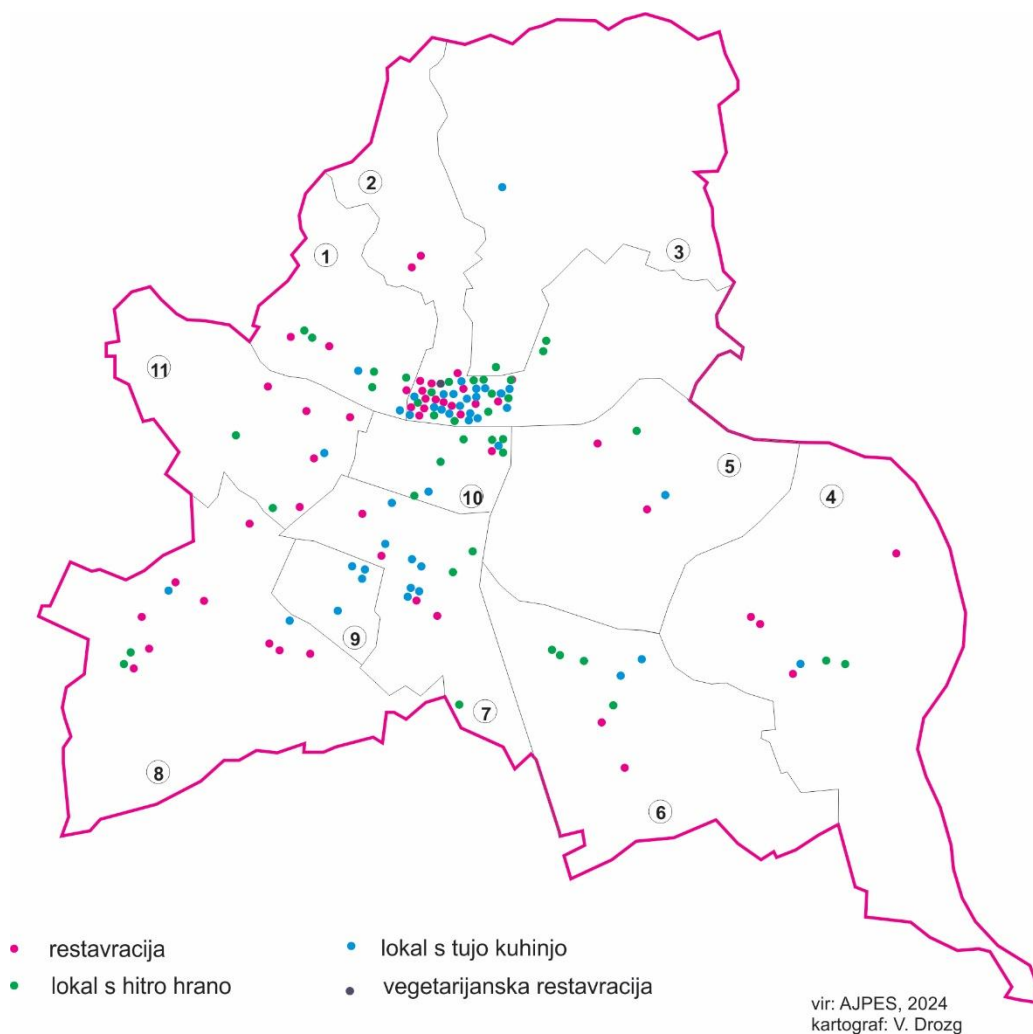 2
1
3
11
5
4
10
9
7
8
6
restavracija
lokal s tujo kuhinjo
lokal s hitro hrano
vegetarijanska restavracija
vir: AJPES, 2024
kartograf: V. Drozg